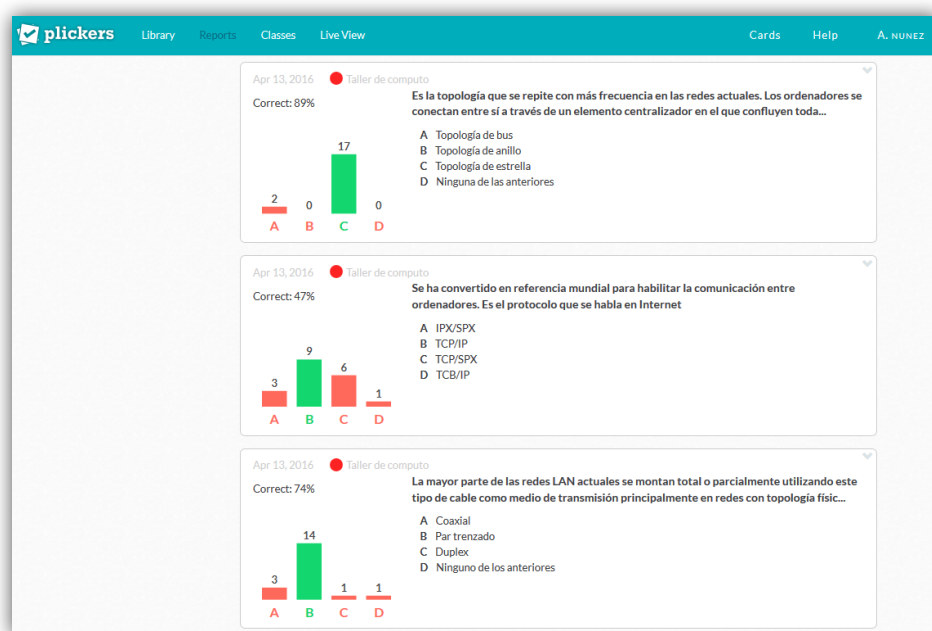 plickers Library Reports Classes Live View Cards Help A. NUNEZ
Apr 13, 2016 Taller de computo
Correct: 89%
Es la topología que se repite con más frecuencia en las redes actuales. Los ordenadores se
conectan entre sí a través de un elemento centralizador en el que confluyen toda...
A Topología de bus
B Topología de anillo
C Topología de estrella
D Ninguna de las anteriores
2 0 17 0
A B C D
Apr 13, 2016 Taller de computo
Correct: 47%
Se ha convertido en referencia mundial para habilitar la comunicación entre
ordenadores. Es el protocolo que se habla en Internet
A IPX/SPX
B TCP/IP
C TCP/SPX
D TCB/IP
3 9 6 1
A B C D
Apr 13, 2016 Taller de computo
Correct: 74%
La mayor parte de las redes LAN actuales se montan total o parcialmente utilizando este
tipo de cable como medio de transmisión principalmente en redes con topología físic...
A Coaxial
B Par trenzado
C Duplex
D Ninguno de los anteriores
3 14 1 1
A B C D